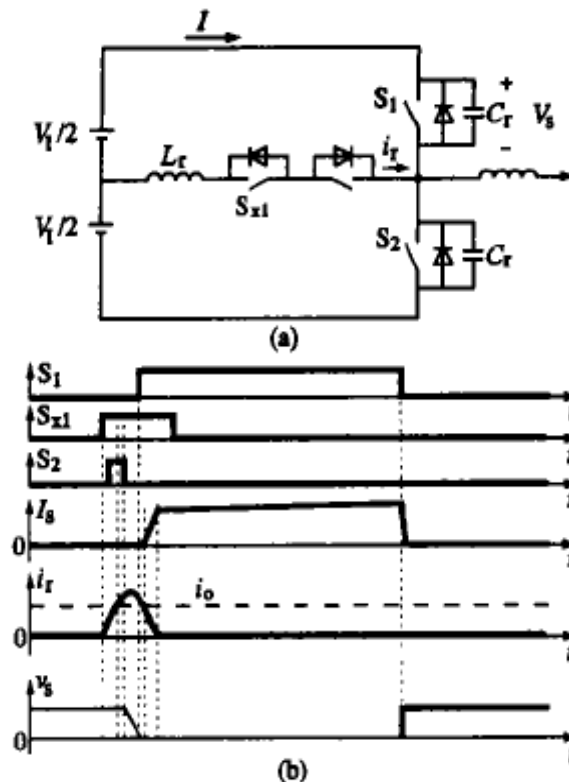 I
S₁
+
Cᵣ
Vₛ
-
V₁/2
Lᵣ
iᵣ
Sₓ₁
V₁/2
S₂
Cᵣ
(a)
S₁
Sₓ₁
S₂
Iₛ
0
iᵣ
iₒ
0
vₛ
0
(b)